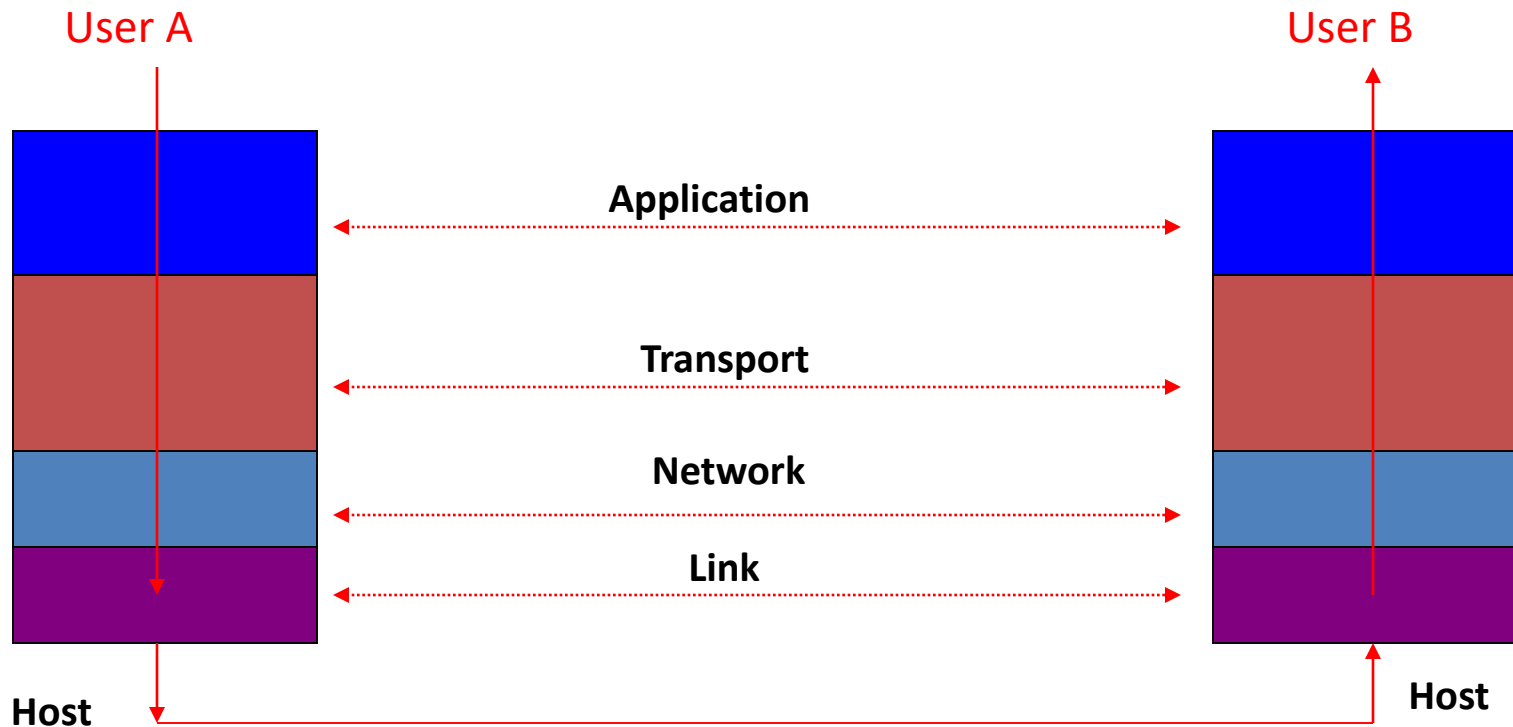 User A
User B
Application
Transport
Network
Link
Host
Host